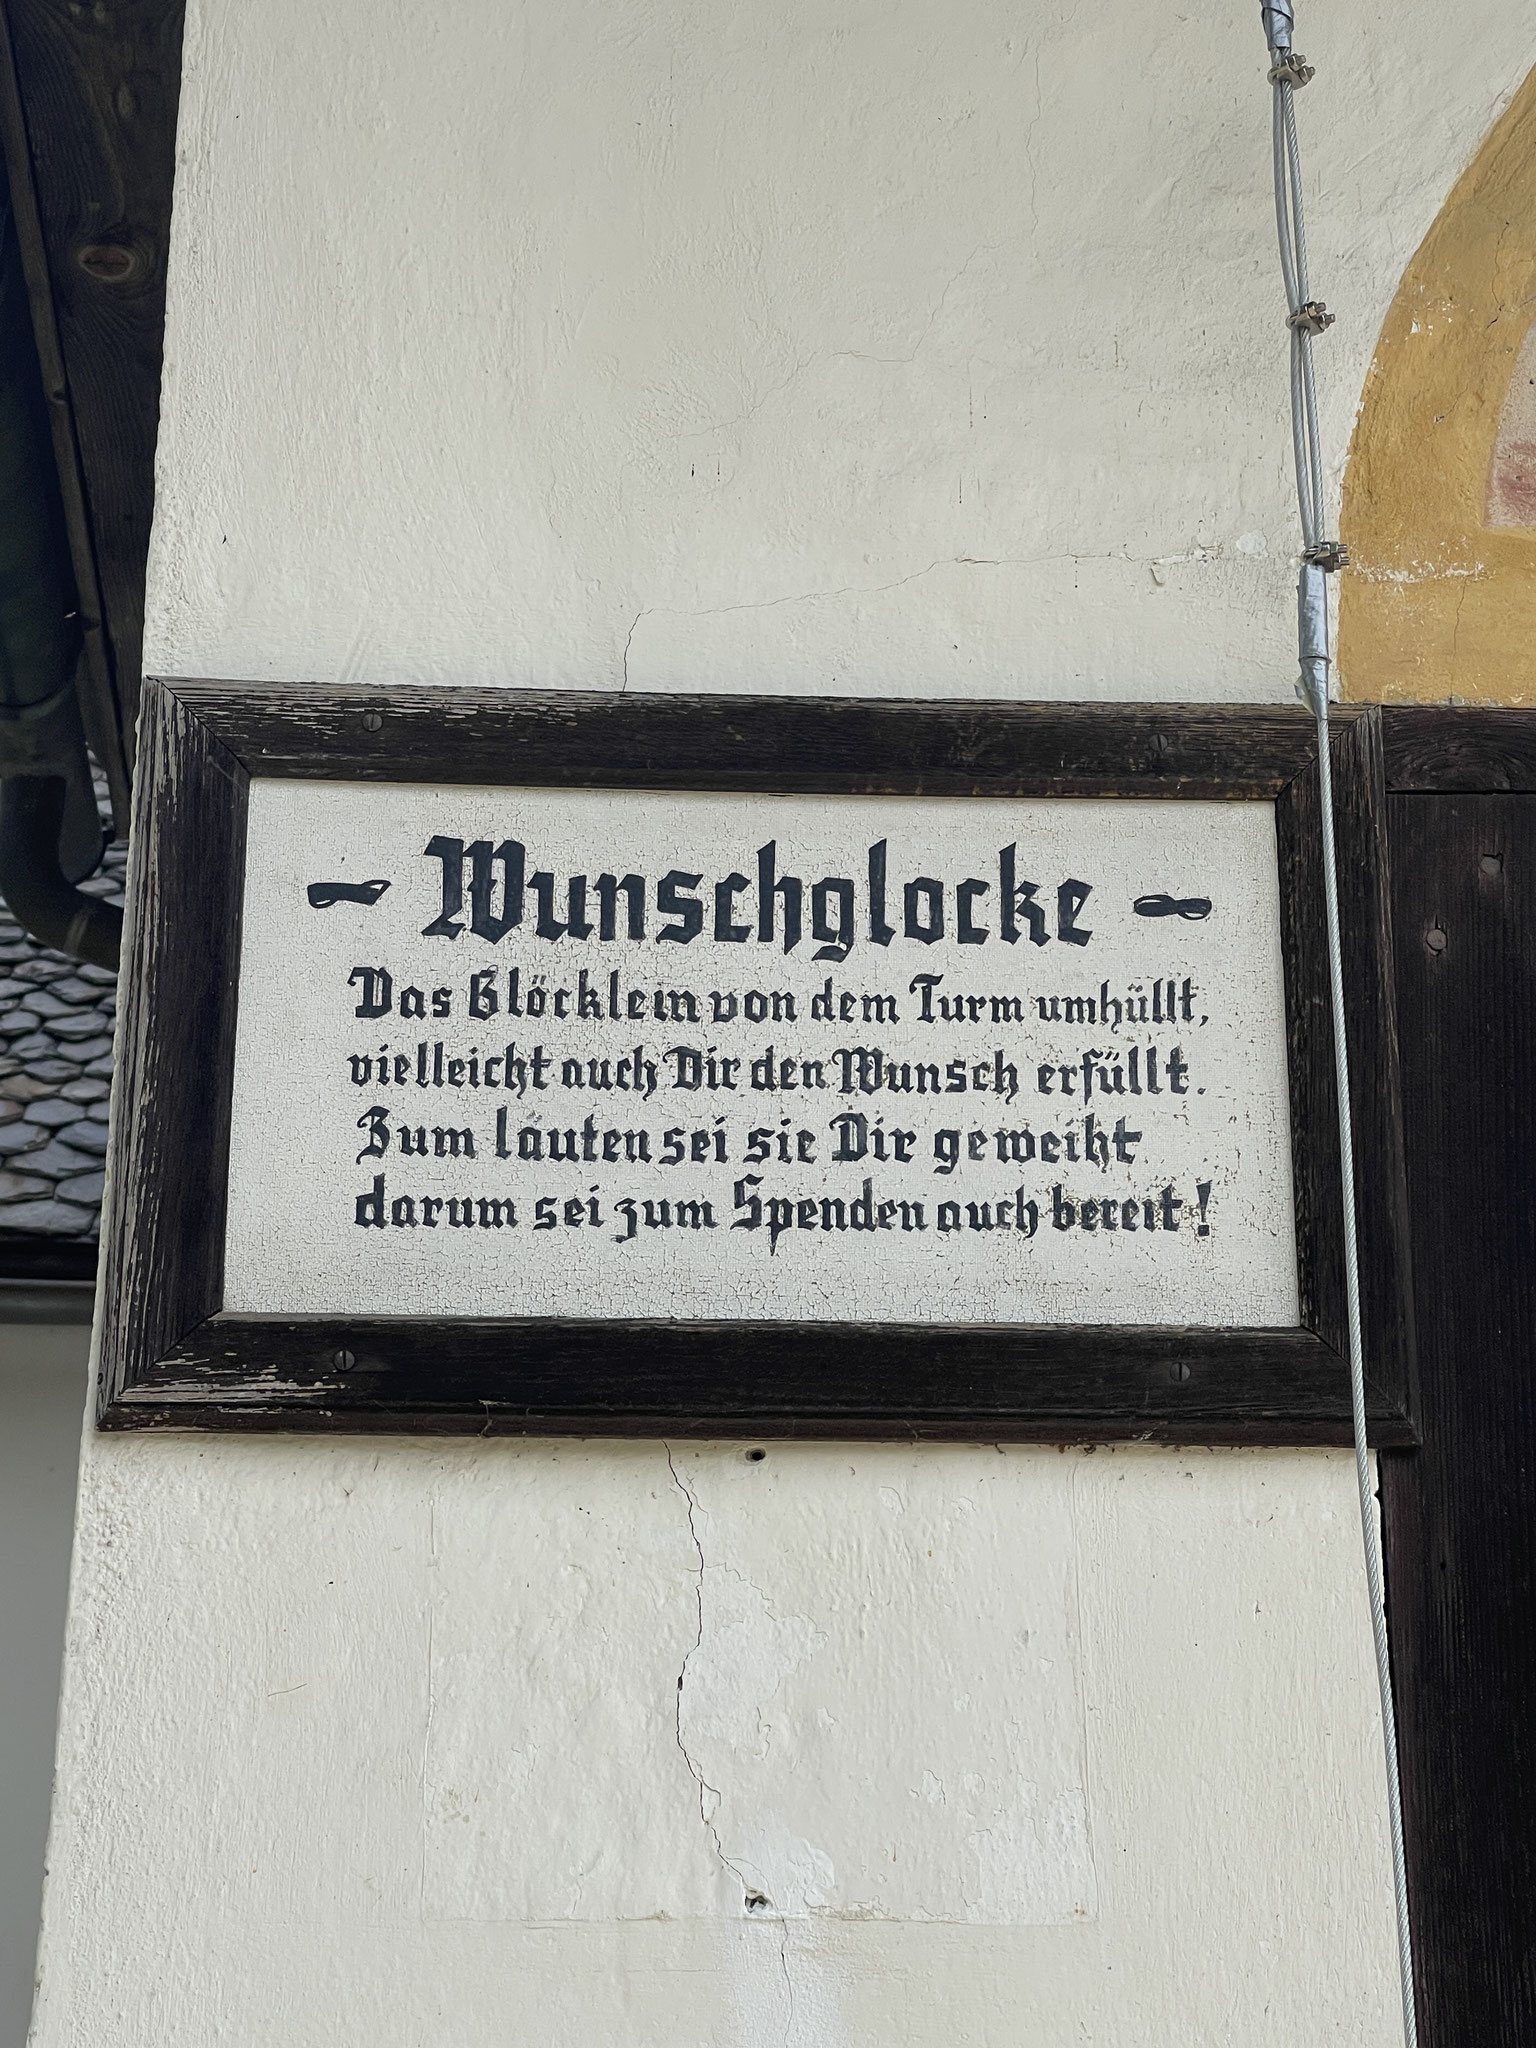 - Wunschglocke -
Das Glöcklein von dem Turm umhüllt,
vielleicht auch Dir den Wunsch erfüllt.
Zum läuten sei sie Dir geweiht
darum sei zum Spenden auch bereit!